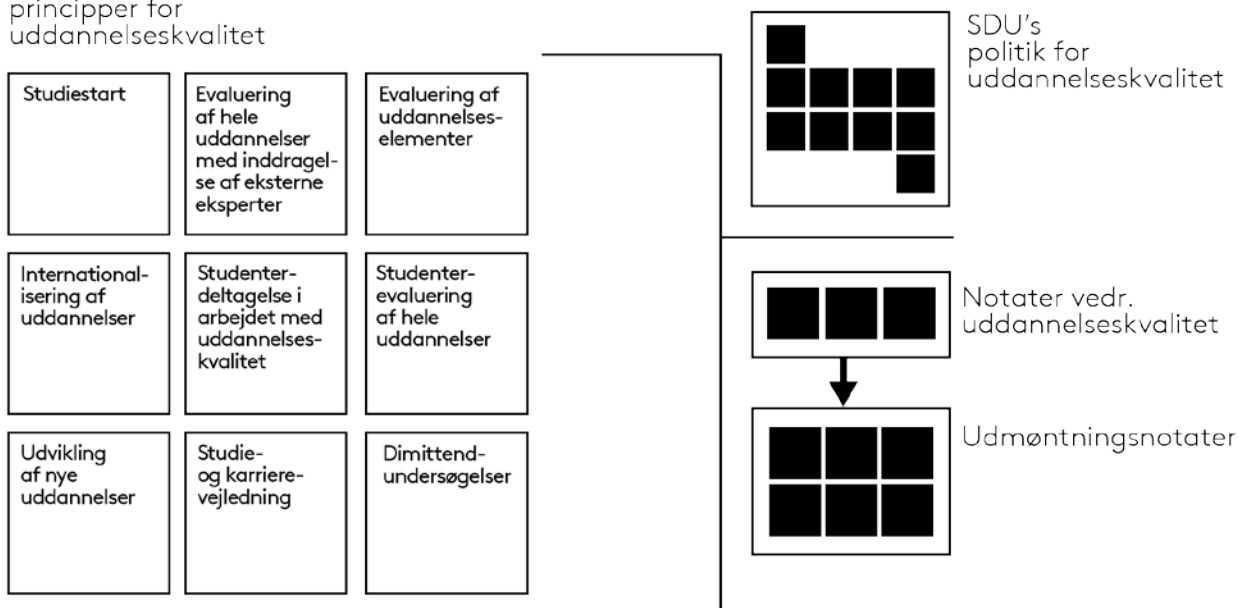 principper for
uddannelseskvalitet
Studiestart
Evaluering
af hele
uddannelser
med inddragel-
se af eksterne
eksperter
Evaluering af
uddannelses-
elementer
International-
isering af
uddannelser
Studenter-
deltagelse i
arbejdet med
uddannelses-
kvalitet
Studenter-
evaluering
af hele
uddannelser
Udvikling
af nye
uddannelser
Studie-
og karriere-
vejledning
Dimittend-
undersøgelser
SDU's
politik for
uddannelseskvalitet
Notater vedr.
uddannelseskvalitet
Udmøntningsnotater